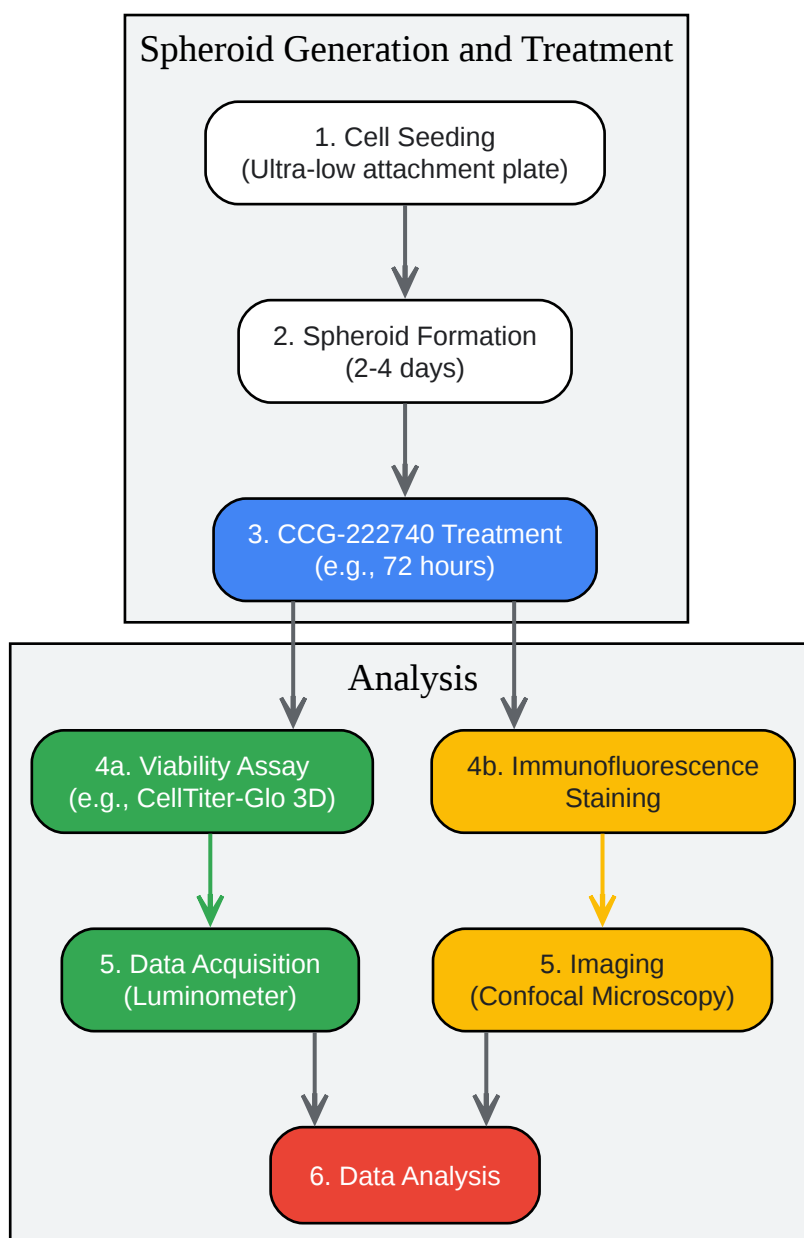 Spheroid Generation and Treatment
1. Cell Seeding
(Ultra-low attachment plate)
2. Spheroid Formation
(2-4 days)
3. CCG-222740 Treatment
(e.g., 72 hours)
Analysis
4a. Viability Assay
(e.g., CellTiter-Glo 3D)
4b. Immunofluorescence
Staining
5. Data Acquisition
(Luminometer)
5. Imaging
(Confocal Microscopy)
6. Data Analysis